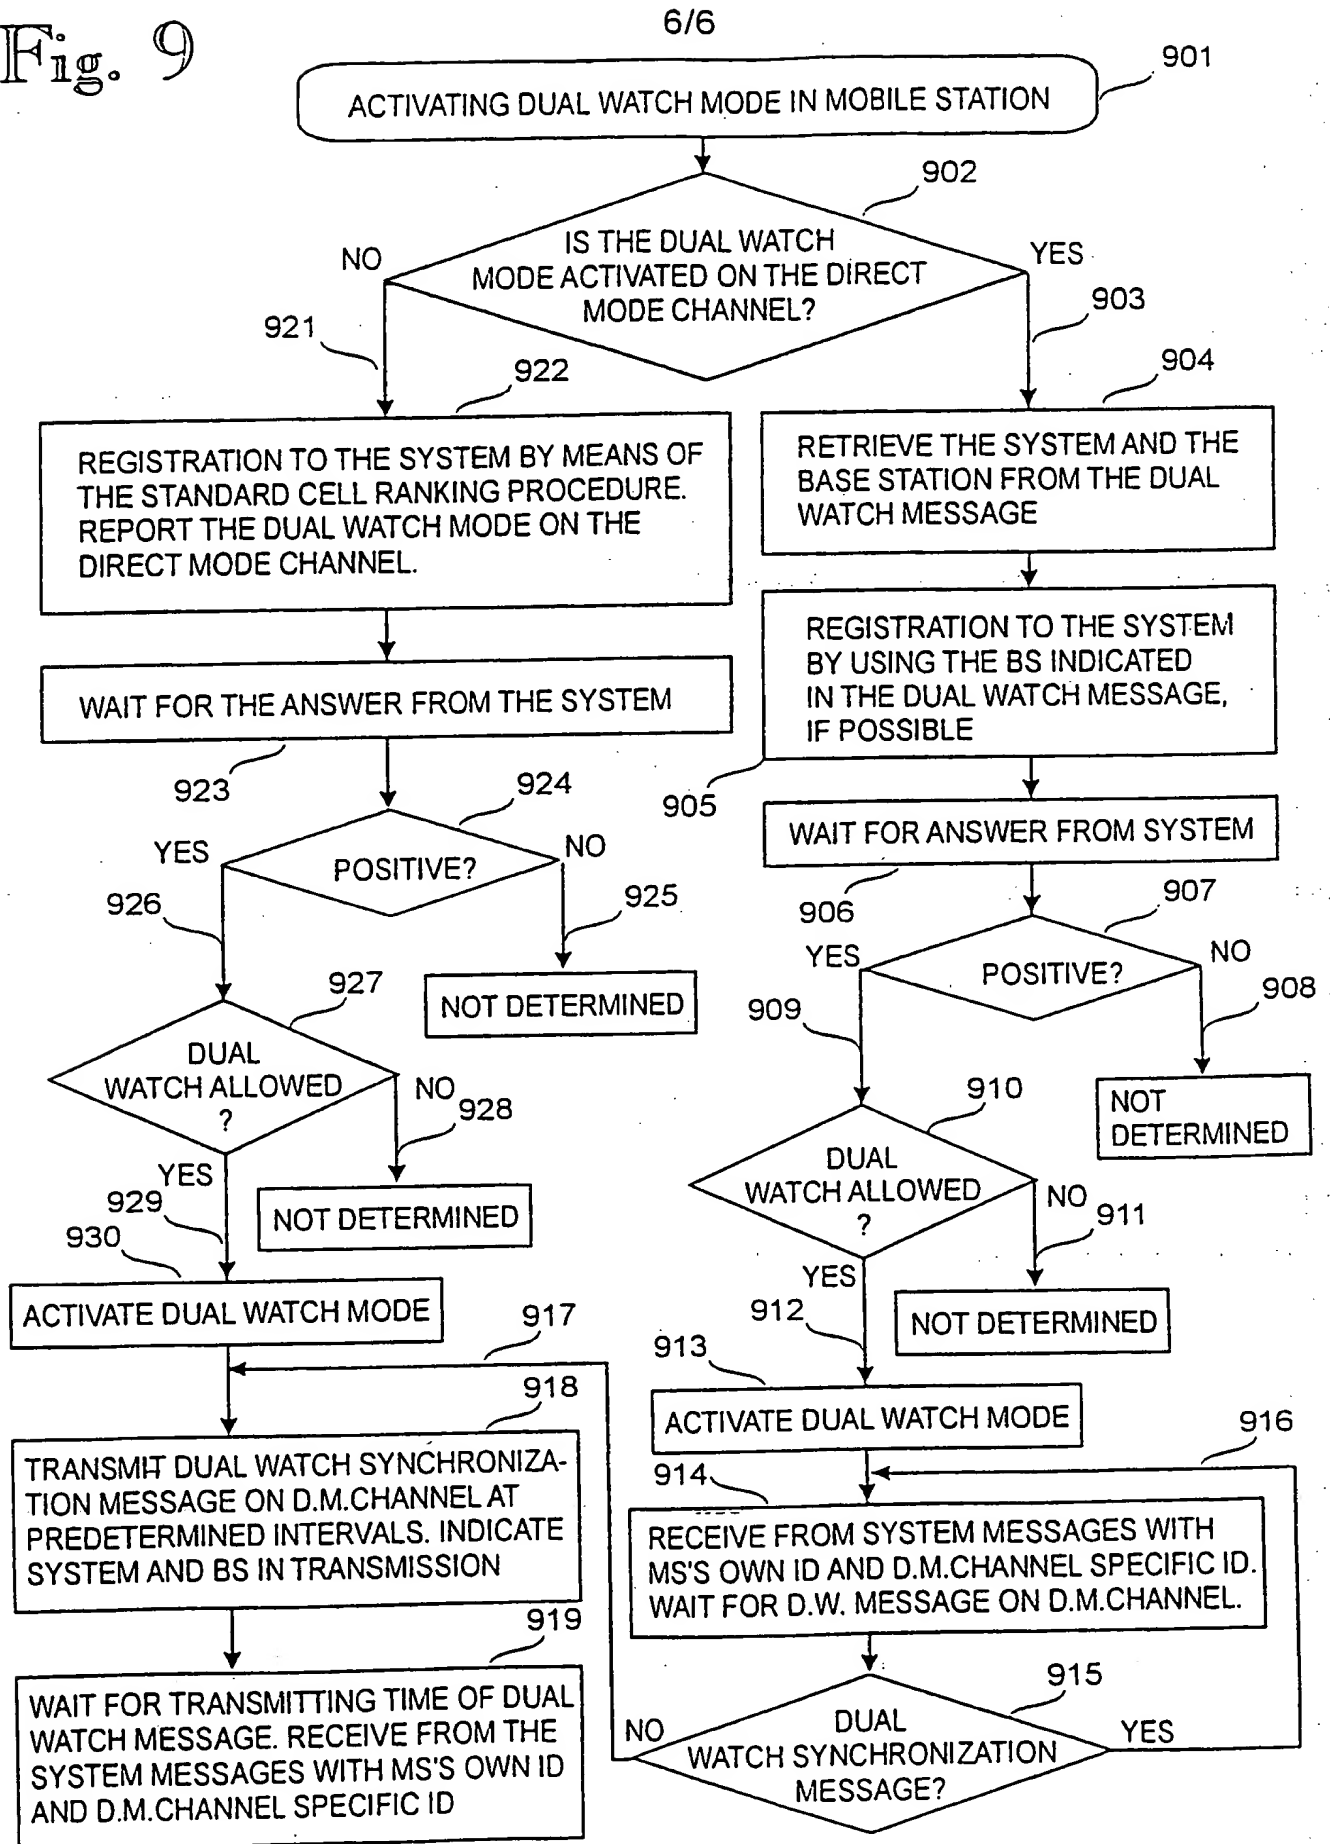 Fig. 9
6/6
901
ACTIVATING DUAL WATCH MODE IN MOBILE STATION
902
IS THE DUAL WATCH
MODE ACTIVATED ON THE DIRECT
MODE CHANNEL?
NO
YES
921
903
922
REGISTRATION TO THE SYSTEM BY MEANS OF
THE STANDARD CELL RANKING PROCEDURE.
REPORT THE DUAL WATCH MODE ON THE
DIRECT MODE CHANNEL.
904
RETRIEVE THE SYSTEM AND THE
BASE STATION FROM THE DUAL
WATCH MESSAGE
REGISTRATION TO THE SYSTEM
BY USING THE BS INDICATED
IN THE DUAL WATCH MESSAGE,
IF POSSIBLE
905
WAIT FOR THE ANSWER FROM THE SYSTEM
923
924
POSITIVE?
YES
NO
926
925
NOT DETERMINED
WAIT FOR ANSWER FROM SYSTEM
906
907
POSITIVE?
YES
NO
909
908
NOT
DETERMINED
927
DUAL
WATCH ALLOWED
?
NO
928
NOT DETERMINED
YES
929
930
ACTIVATE DUAL WATCH MODE
910
DUAL
WATCH ALLOWED
?
NO
911
NOT DETERMINED
YES
912
913
ACTIVATE DUAL WATCH MODE
917
918
TRANSMIT DUAL WATCH SYNCHRONIZA-
TION MESSAGE ON D.M.CHANNEL AT
PREDETERMINED INTERVALS. INDICATE
SYSTEM AND BS IN TRANSMISSION
919
WAIT FOR TRANSMITTING TIME OF DUAL
WATCH MESSAGE. RECEIVE FROM THE
SYSTEM MESSAGES WITH MS'S OWN ID
AND D.M.CHANNEL SPECIFIC ID
916
914
RECEIVE FROM SYSTEM MESSAGES WITH
MS'S OWN ID AND D.M.CHANNEL SPECIFIC ID.
WAIT FOR D.W. MESSAGE ON D.M.CHANNEL.
915
DUAL
WATCH SYNCHRONIZATION
MESSAGE?
NO
YES